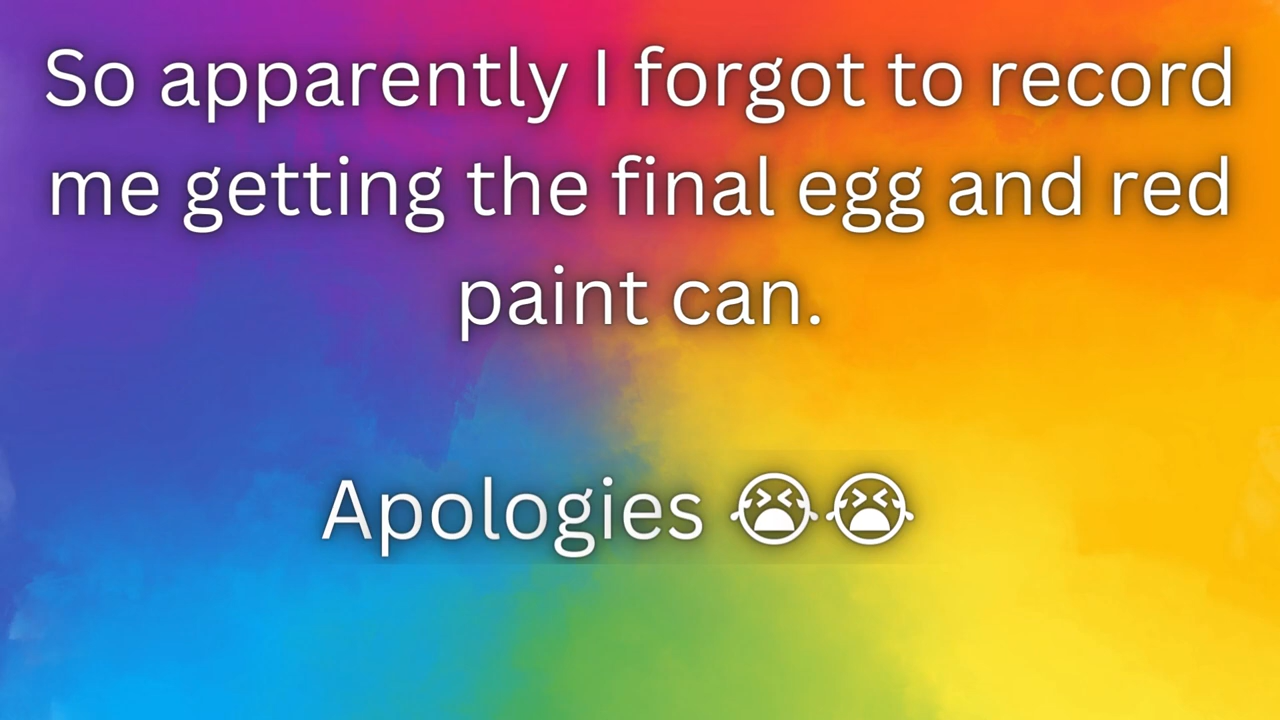 So apparently I forgot to record
me getting the final egg and red
paint can.
Apologies 😭😭